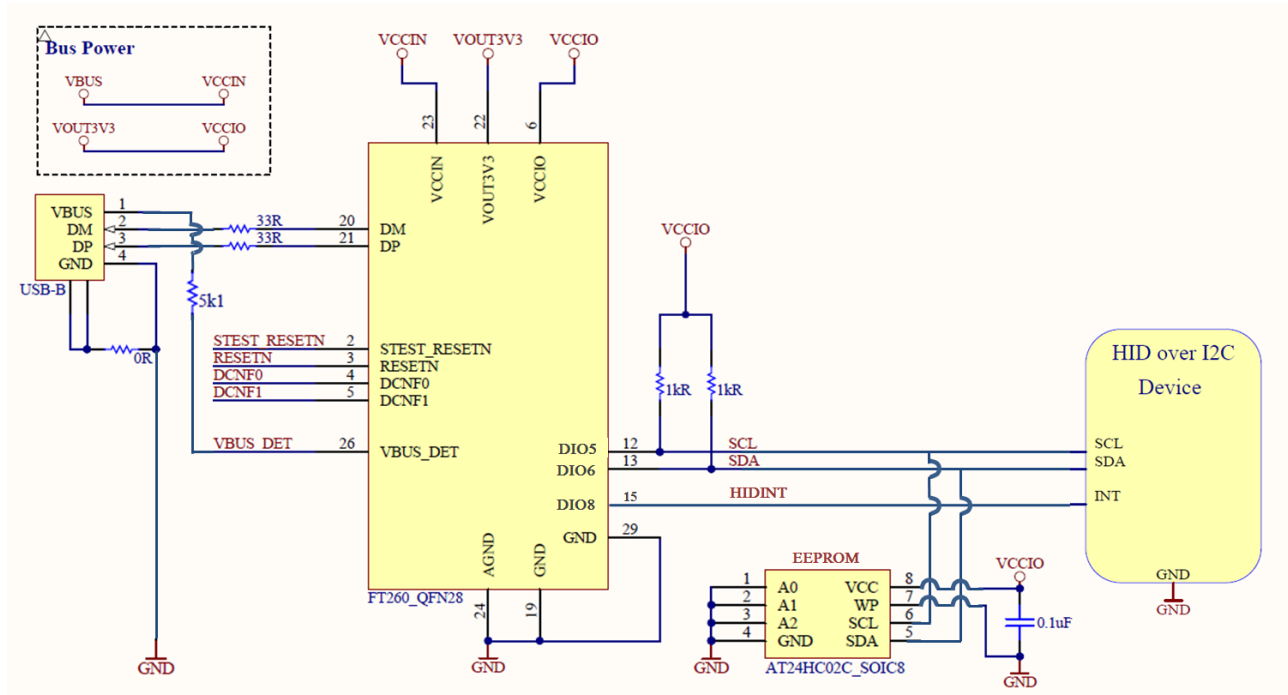 Bus Power
VBUS VCCIN
VOUT3V3 VCCIO
VCCIN VOUT3V3 VCCIO
23 22 6
VCCIN VOUT3V3 VCCIO
VBUS 1
DM 2 33R 20 DM
DP 3 33R 21 DP
GND 4
USB-B
5k1
0R
STEST_RESETN 2 STEST_RESETN
RESETN 3 RESETN
DCNF0 4 DCNF0
DCNF1 5 DCNF1
VBUS_DET 26 VBUS_DET
VCCIO
1kR 1kR
DIO5 12 SCL
DIO6 13 SDA
DIO8 15 HIDINT
GND 29
AGND GND
24 19
FT260_QFN28
GND
GND
HID over I2C
Device
SCL
SDA
INT
GND
GND
EEPROM
1 A0 VCC 8
2 A1 WP 7
3 A2 SCL 6
4 GND SDA 5
AT24HC02C_SOIC8
GND
VCCIO
0.1uF
GND